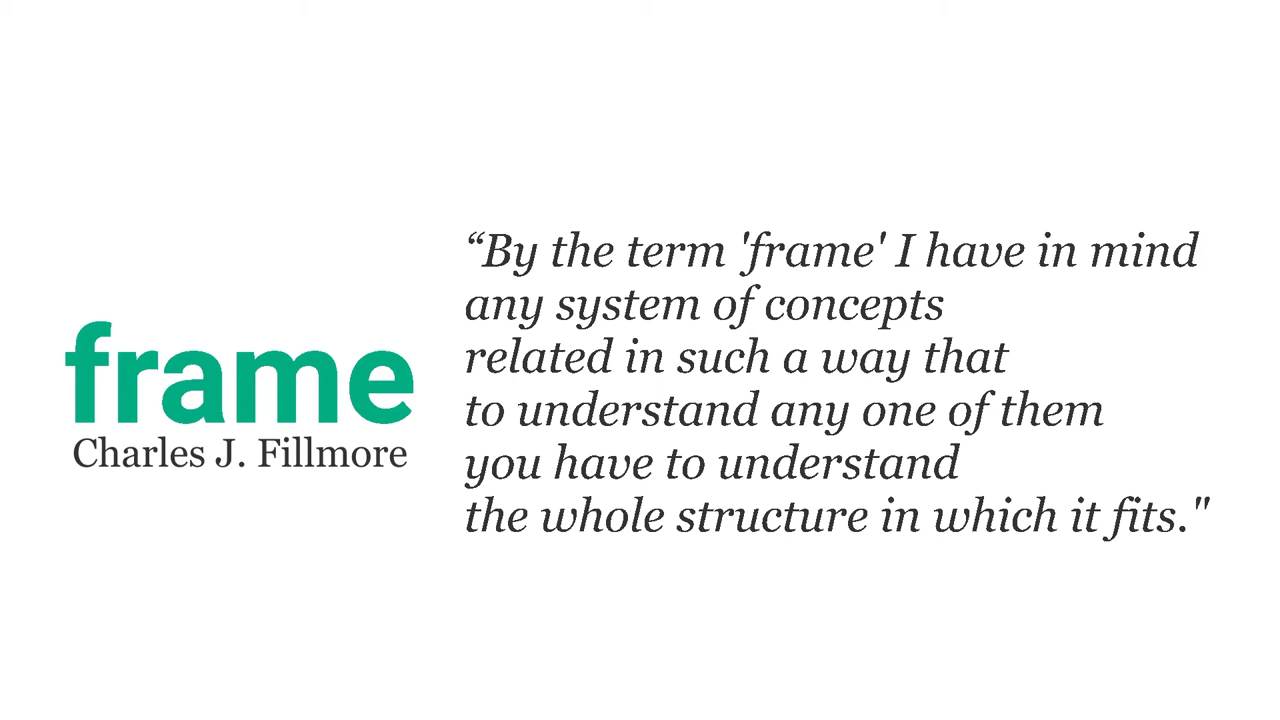 frame
Charles J. Fillmore
“By the term 'frame' I have in mind
any system of concepts
related in such a way that
to understand any one of them
you have to understand
the whole structure in which it fits."